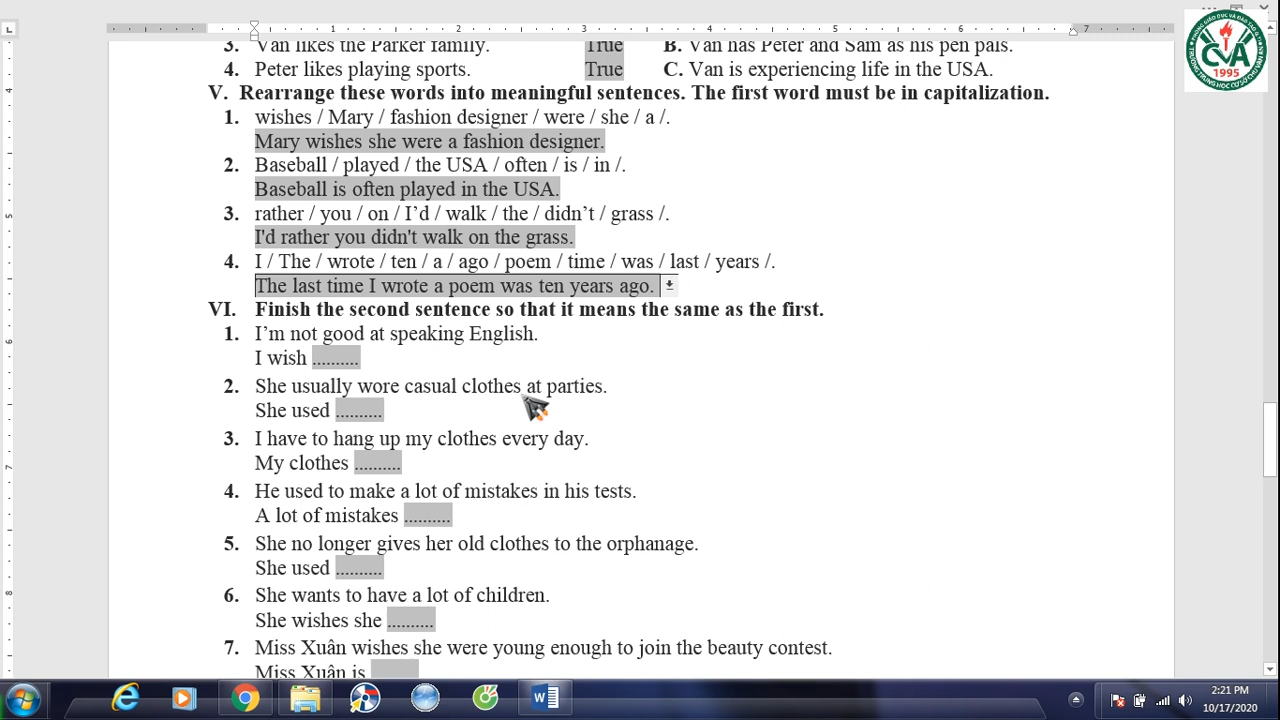 1 2 3 4 5 6 7
3. Van likes the Parker family. True B. Van has Peter and Sam as his pen pals.
4. Peter likes playing sports. True C. Van is experiencing life in the USA.
V. Rearrange these words into meaningful sentences. The first word must be in capitalization.
1. wishes / Mary / fashion designer / were / she / a /.
Mary wishes she were a fashion designer.
2. Baseball / played / the USA / often / is / in /.
Baseball is often played in the USA.
3. rather / you / on / I’d / walk / the / didn’t / grass /.
I'd rather you didn't walk on the grass.
4. I / The / wrote / ten / a / ago / poem / time / was / last / years /.
The last time I wrote a poem was ten years ago.
VI. Finish the second sentence so that it means the same as the first.
1. I’m not good at speaking English.
I wish ..........
2. She usually wore casual clothes at parties.
She used ..........
3. I have to hang up my clothes every day.
My clothes ..........
4. He used to make a lot of mistakes in his tests.
A lot of mistakes ..........
5. She no longer gives her old clothes to the orphanage.
She used ..........
6. She wants to have a lot of children.
She wishes she ..........
7. Miss Xuân wishes she were young enough to join the beauty contest.
Miss Xuân is
CVA
1995
2:21 PM
10/17/2020